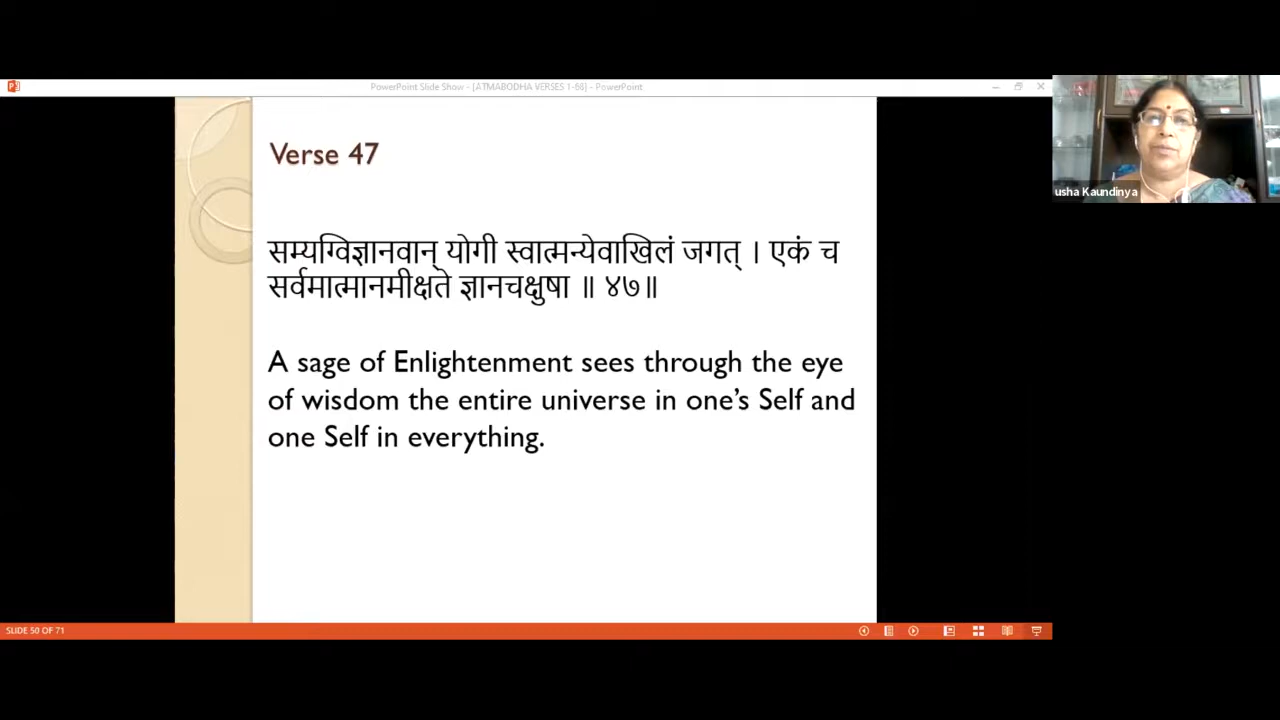 PowerPoint Slide Show - [ATMABODHA VERSES 1-68] - PowerPoint
usha Kaundinya
Verse 47
सम्यग्विज्ञानवान् योगी स्वात्मन्येवाखिलं जगत् । एकं च
सर्वमात्मानमीक्षते ज्ञानचक्षुषा ॥ ४७॥
A sage of Enlightenment sees through the eye
of wisdom the entire universe in one’s Self and
one Self in everything.
SLIDE 50 OF 71